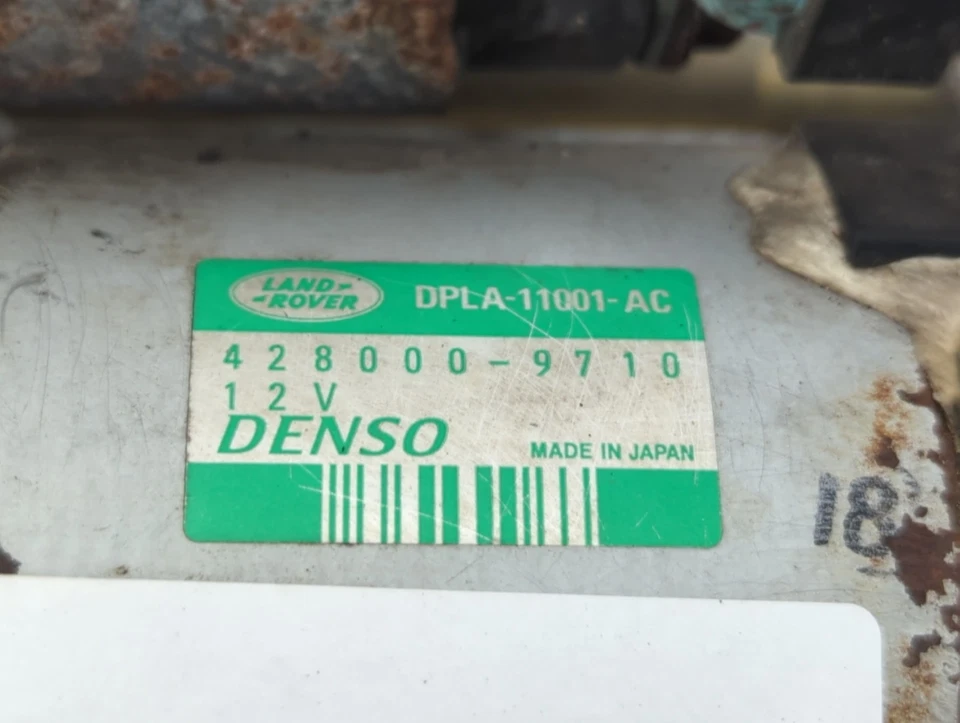 LAND
ROVER
DPLA-11001-AC
428000-9710
12V
DENSO
MADE IN JAPAN
18